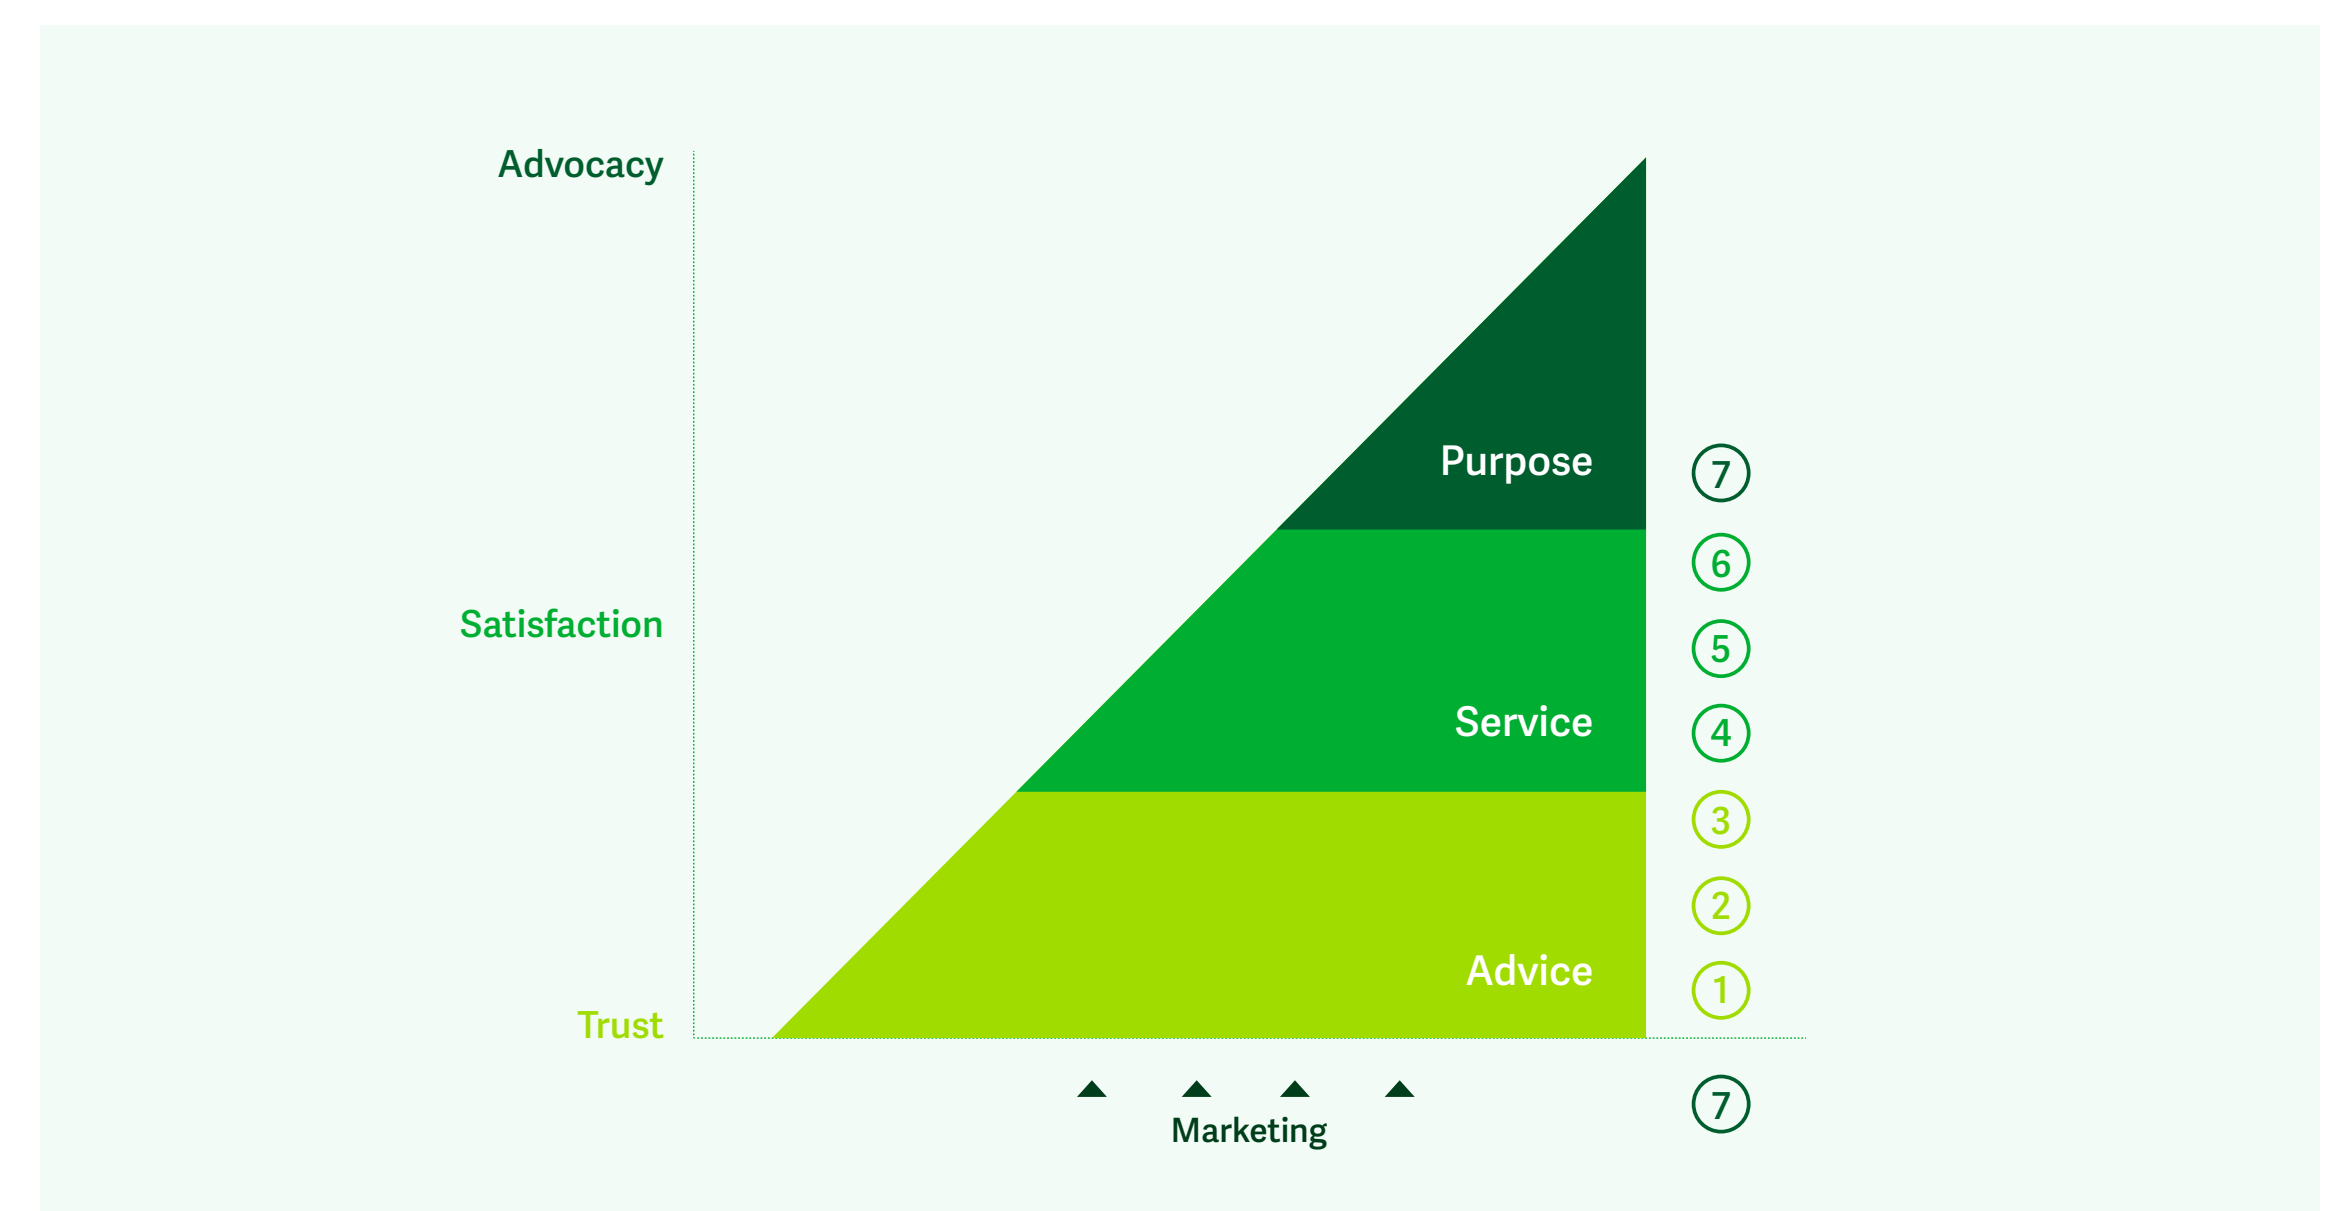 Advocacy
Purpose
7
6
Satisfaction
5
Service
4
3
2
Advice
1
Trust
Marketing
7